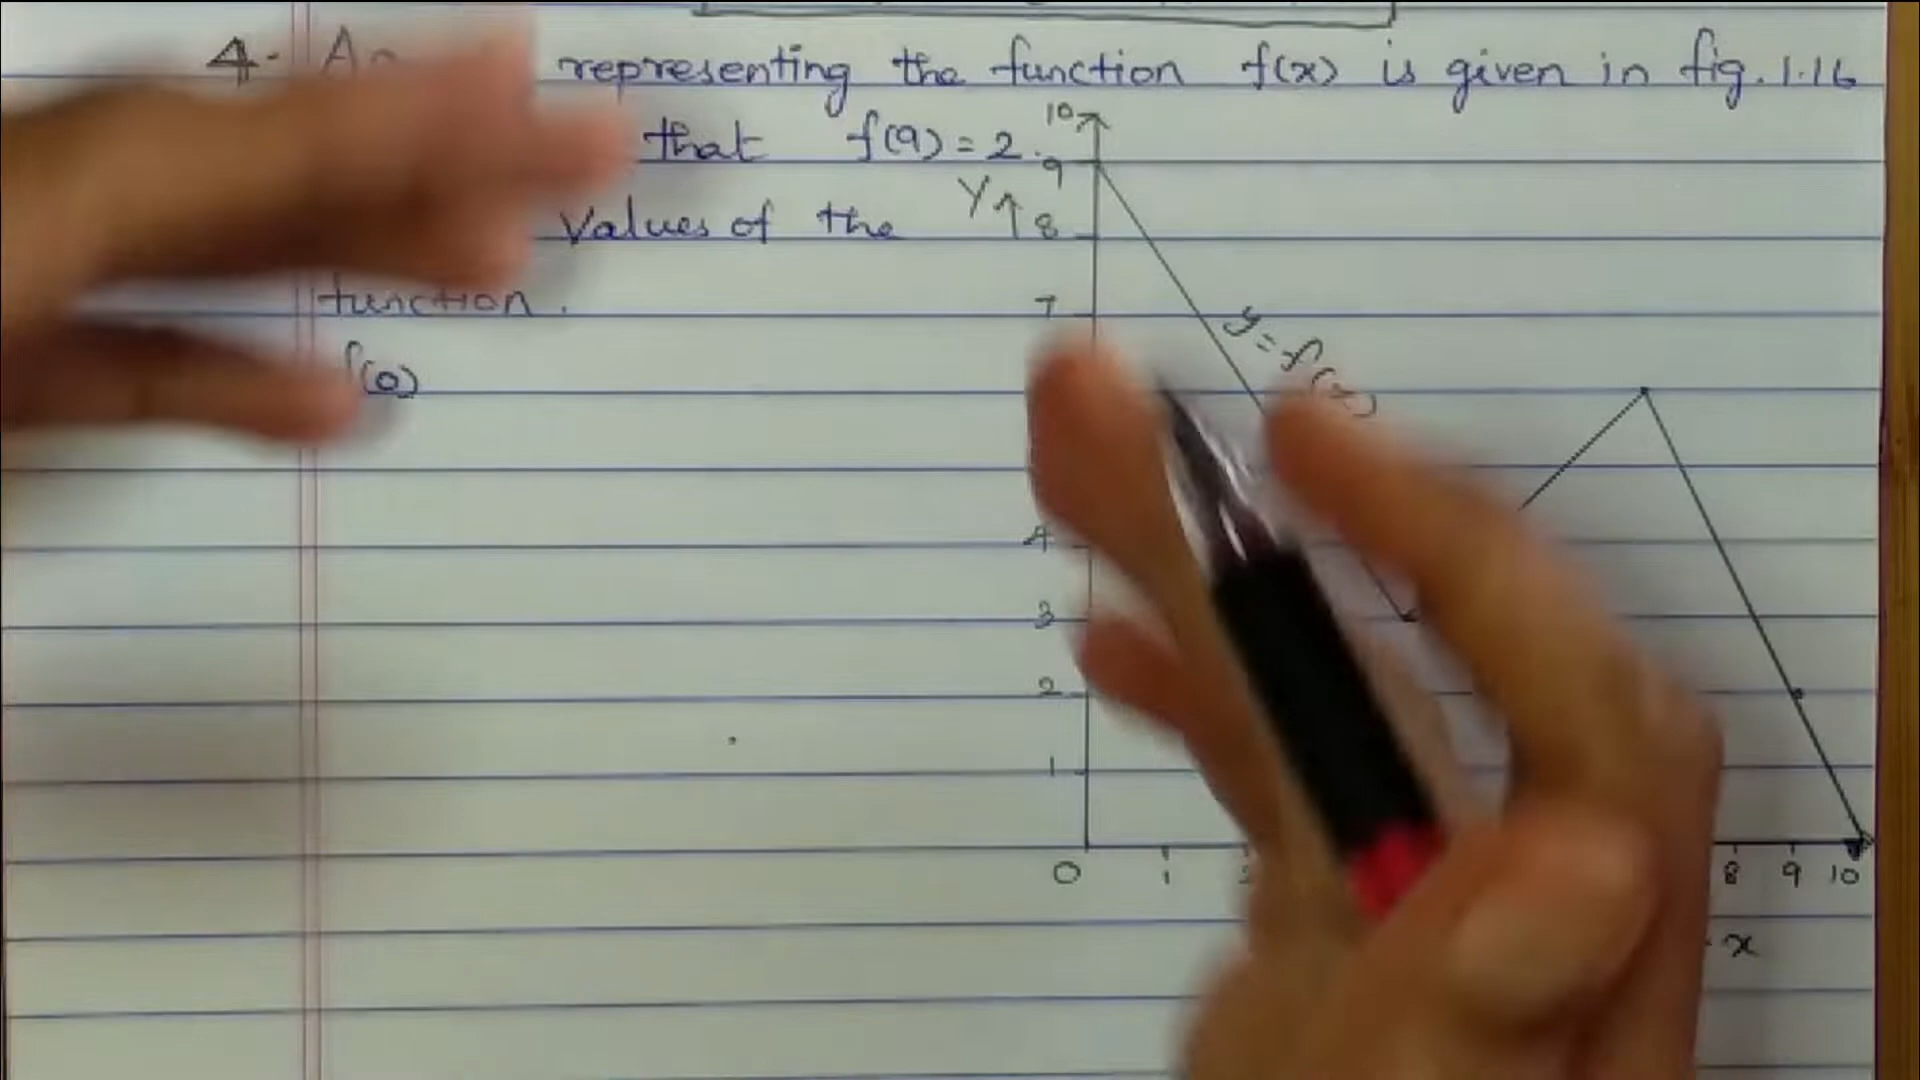 4. representing the function f(x) is given in fig. 1.16
that f(9) = 2.
values of the
function.
f(0)
10
9
Y↑ 8
7
y = f(x)
4
3
2
1
0 1 8 9 10
x